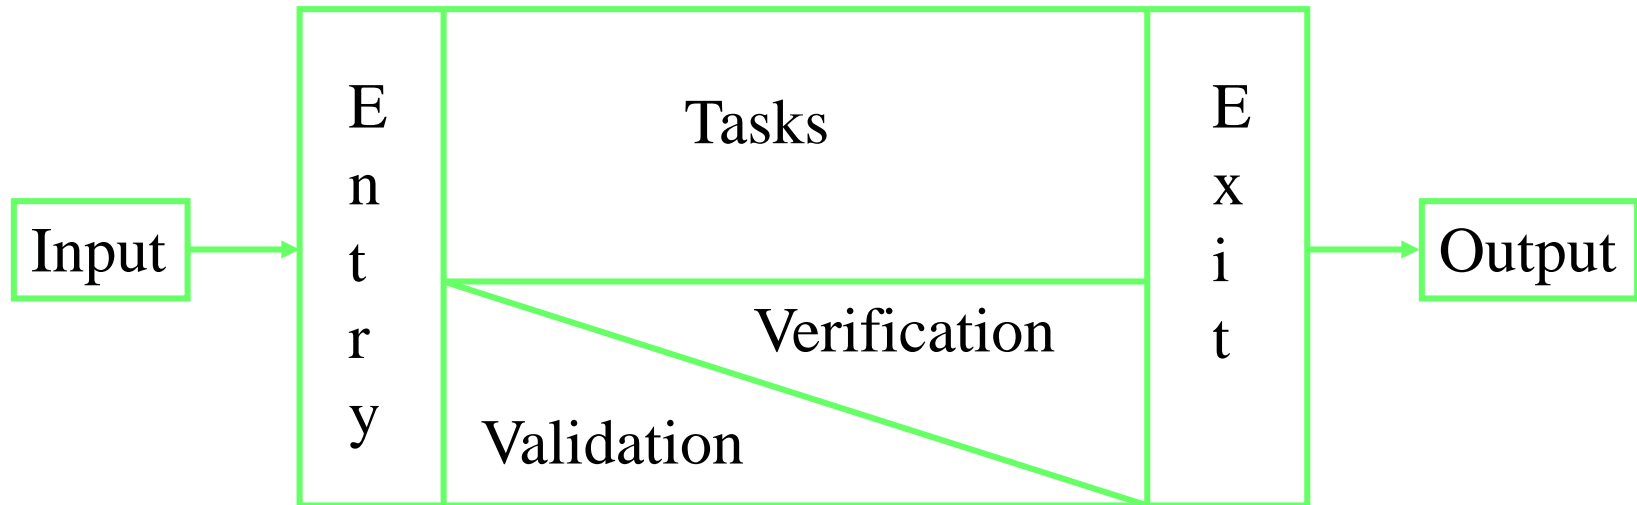 Input
Entry
Tasks
Verification
Validation
Exit
Output